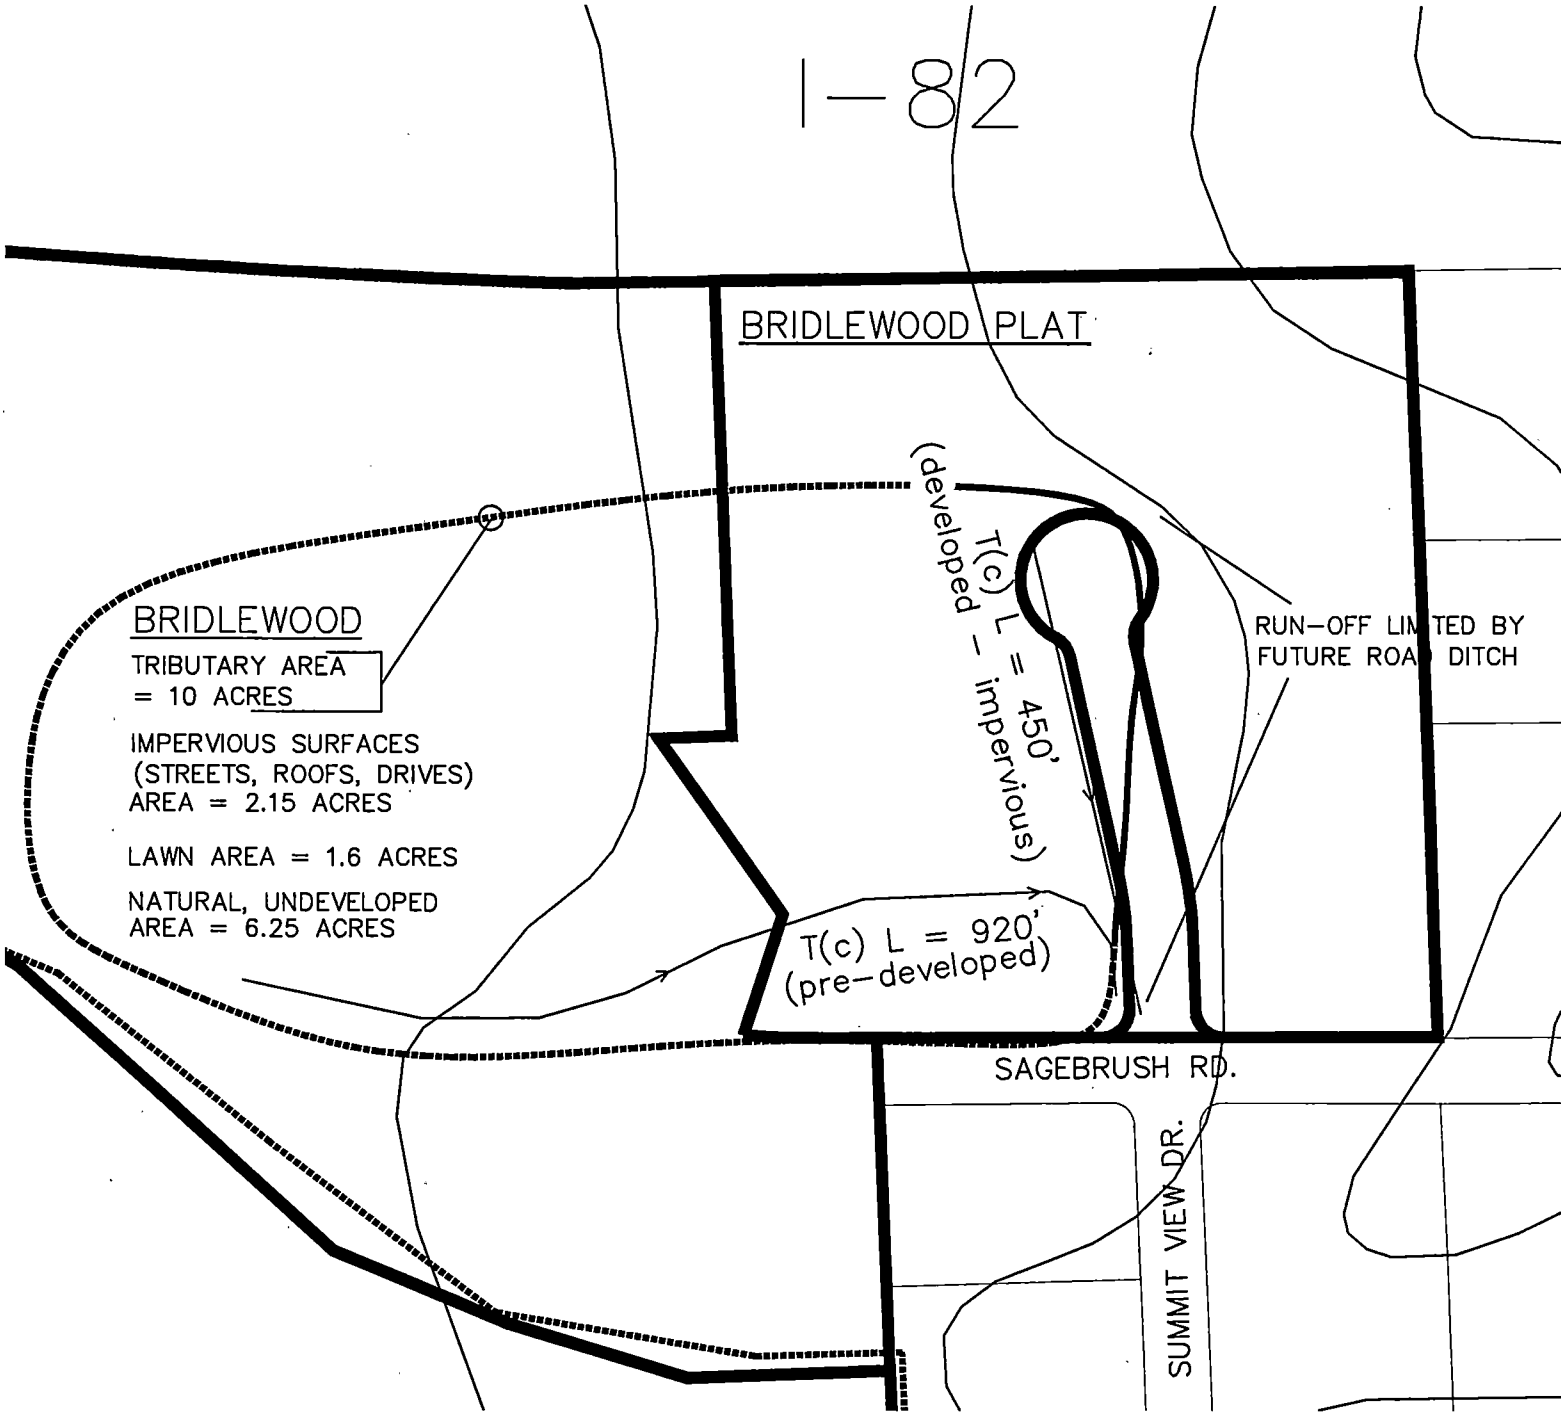 I-82
BRIDLEWOOD PLAT
(developed - impervious)
T(c) L = 450'
RUN-OFF LIMITED BY
FUTURE ROAD DITCH
BRIDLEWOOD
TRIBUTARY AREA
= 10 ACRES
IMPERVIOUS SURFACES
(STREETS, ROOFS, DRIVES)
AREA = 2.15 ACRES
LAWN AREA = 1.6 ACRES
NATURAL, UNDEVELOPED
AREA = 6.25 ACRES
T(c) L = 920'
(pre-developed)
SAGEBRUSH RD.
SUMMIT VIEW DR.